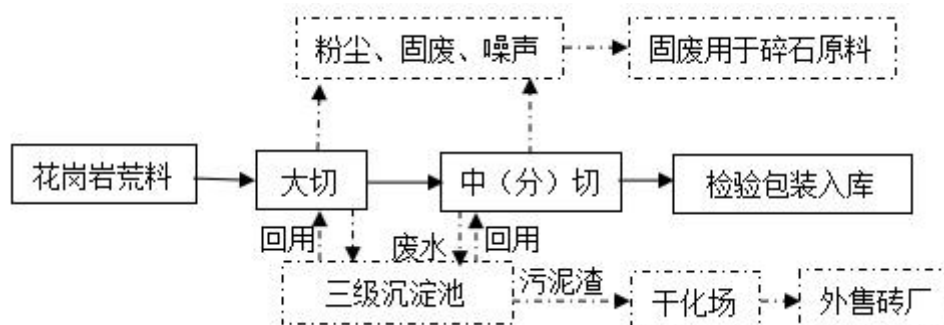 粉尘、固废、噪声
固废用于碎石原料
花岗岩荒料
大切
中（分）切
检验包装入库
回用
废水
回用
三级沉淀池
污泥渣
干化场
外售砖厂